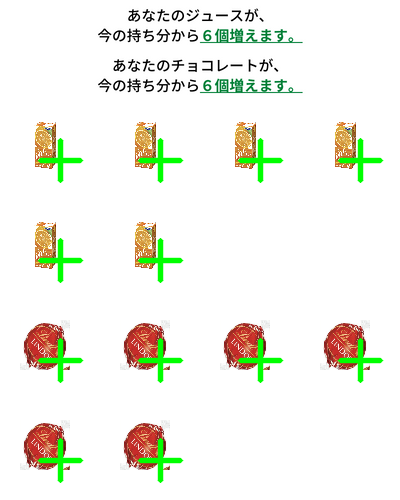 あなたのジュースが、
今の持ち分から６個増えます。
あなたのチョコレートが、
今の持ち分から６個増えます。